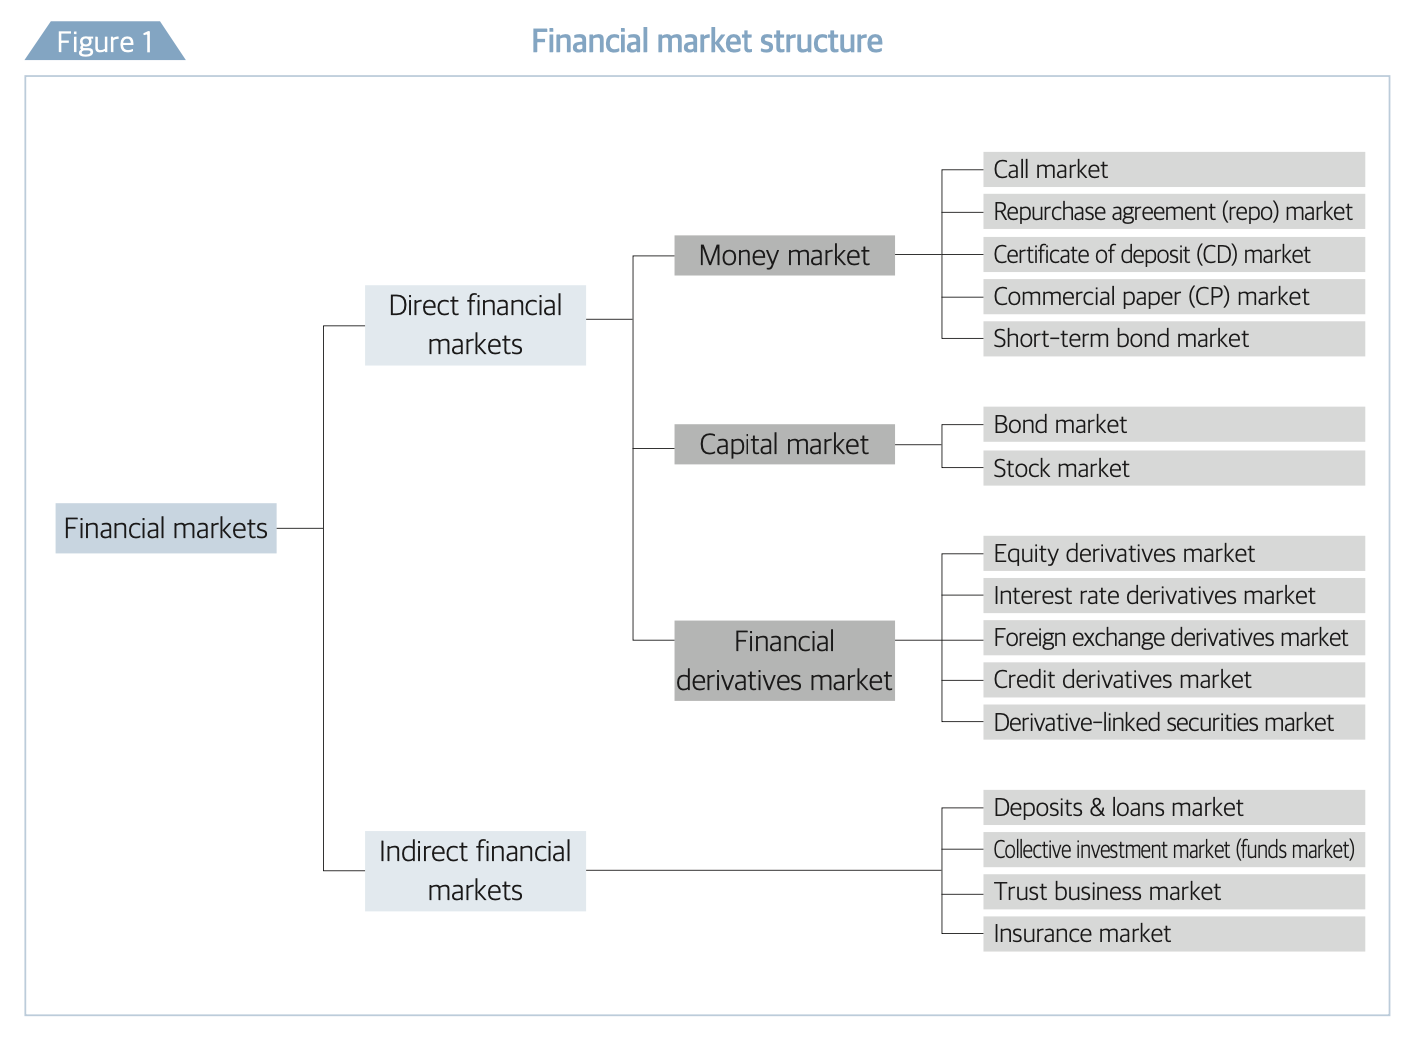 Figure 1
Financial market structure
Financial markets
Direct financial
markets
Money market
Call market
Repurchase agreement (repo) market
Certificate of deposit (CD) market
Commercial paper (CP) market
Short-term bond market
Capital market
Bond market
Stock market
Financial
derivatives market
Equity derivatives market
Interest rate derivatives market
Foreign exchange derivatives market
Credit derivatives market
Derivative-linked securities market
Indirect financial
markets
Deposits & loans market
Collective investment market (funds market)
Trust business market
Insurance market